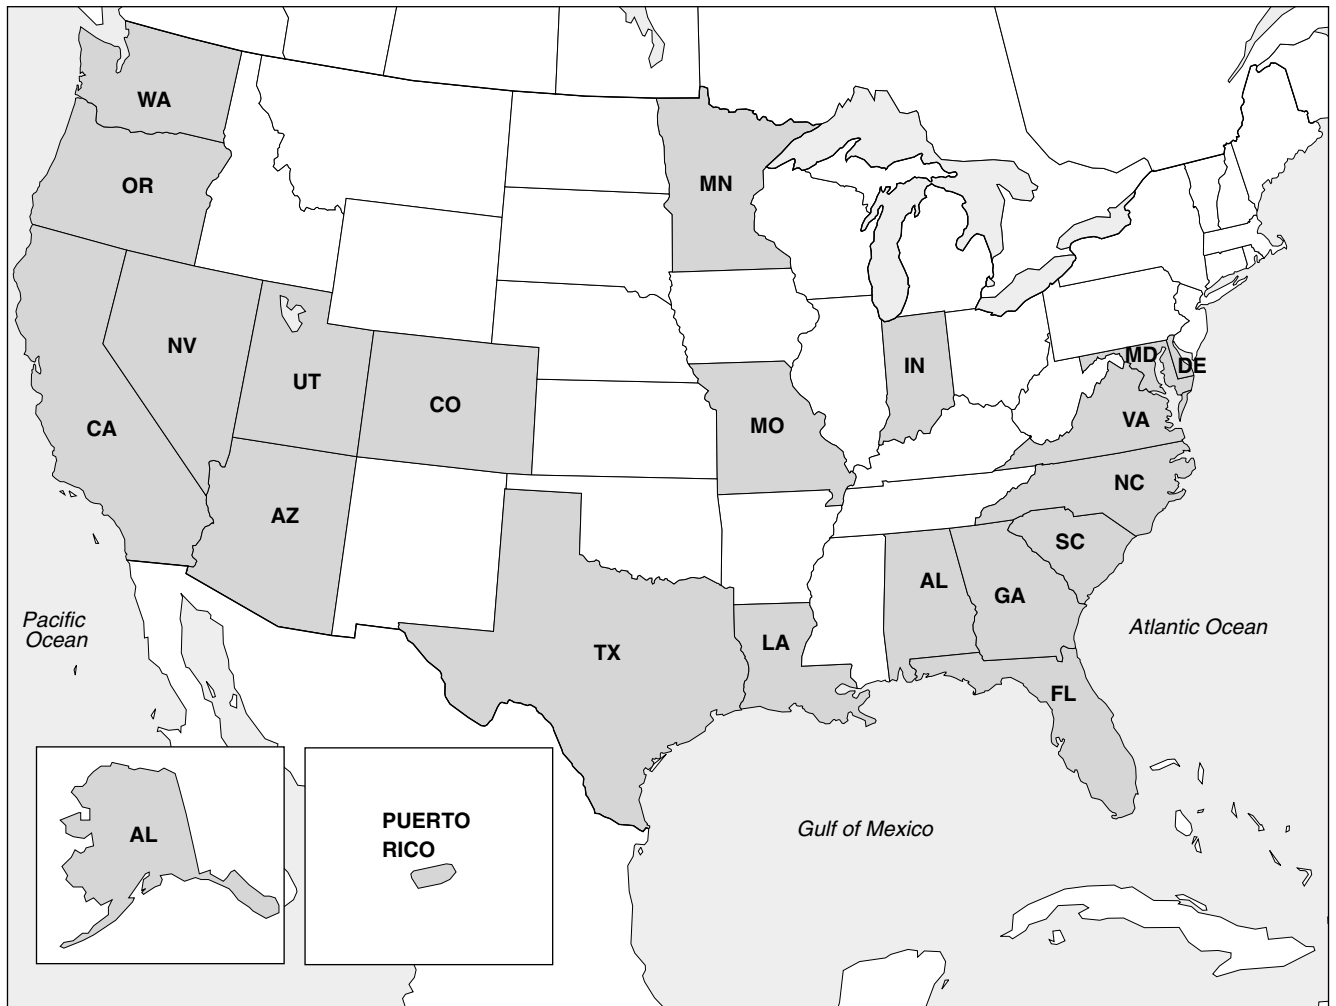 WA
OR
MN
NV
UT
CO
CA
AZ
IN
MD
DE
MO
VA
NC
SC
AL
GA
TX
LA
FL
Pacific
Ocean
Atlantic Ocean
Gulf of Mexico
AL
PUERTO
RICO